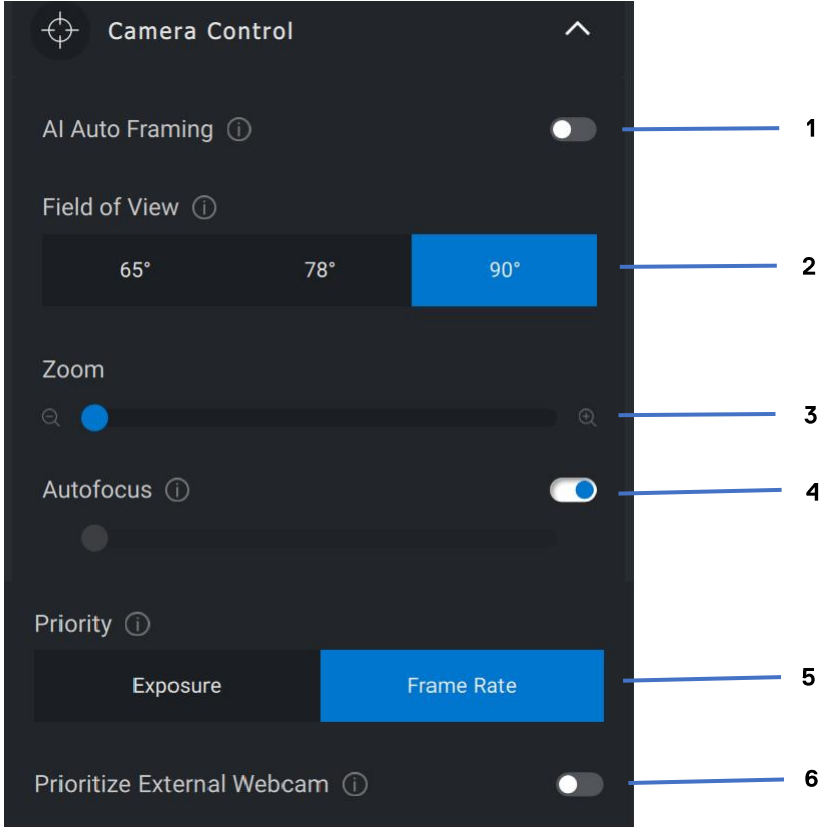 Camera Control
AI Auto Framing
1
Field of View
65° 78° 90°
2
Zoom
3
Autofocus
4
Priority
Exposure Frame Rate
5
Prioritize External Webcam
6